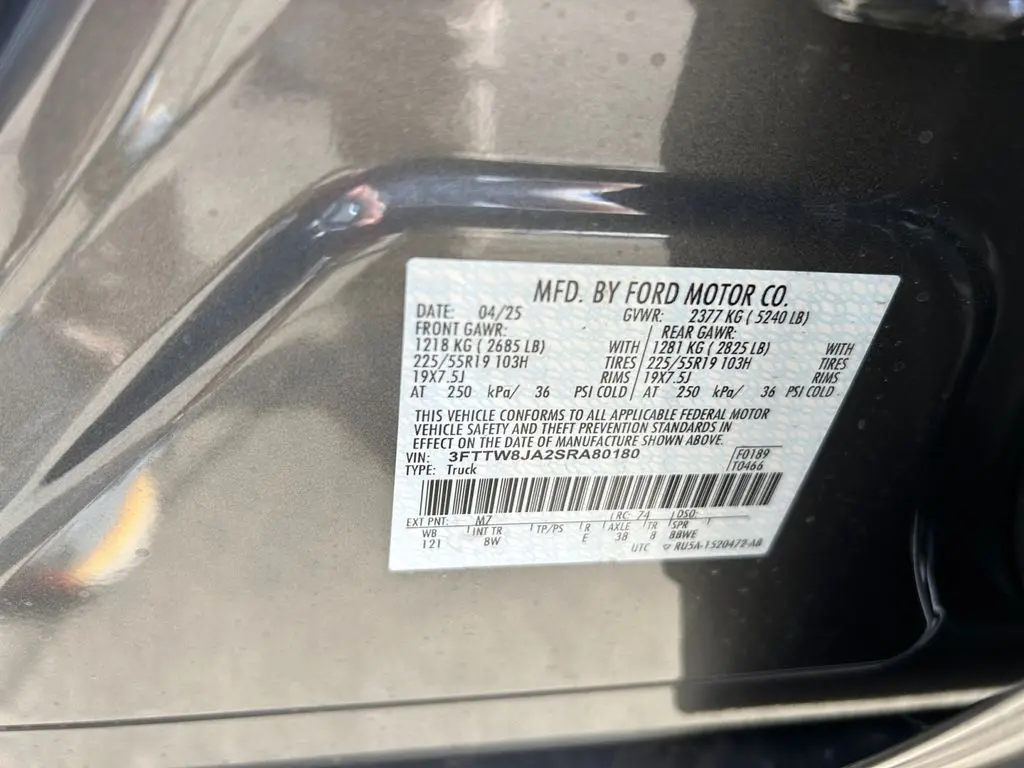 MFD. BY FORD MOTOR CO.
DATE: 04/25 GVWR: 2377 KG ( 5240 LB)
FRONT GAWR: REAR GAWR:
1218 KG ( 2685 LB) WITH 1281 KG ( 2825 LB) WITH
225/55R19 103H TIRES 225/55R19 103H TIRES
19X7.5J RIMS 19X7.5J RIMS
AT 250 kPa/ 36 PSI COLD AT 250 kPa/ 36 PSI COLD
THIS VEHICLE CONFORMS TO ALL APPLICABLE FEDERAL MOTOR
VEHICLE SAFETY AND THEFT PREVENTION STANDARDS IN
EFFECT ON THE DATE OF MANUFACTURE SHOWN ABOVE.
VIN: 3FTTW8JA2SRA80180 F0189
TYPE: Truck T0466
EXT PNT: M7 RC: 74 DSO:
WB INT TR TP/PS R AXLE TR SPR
121 BW E 38 8 BBWE
UTC RU5A-1520472-AB